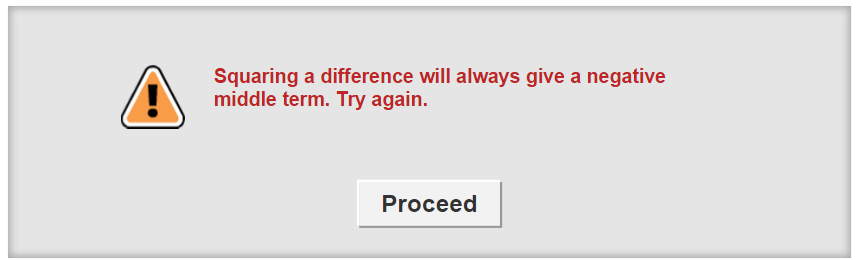 Squaring a difference will always give a negative
middle term. Try again.
Proceed